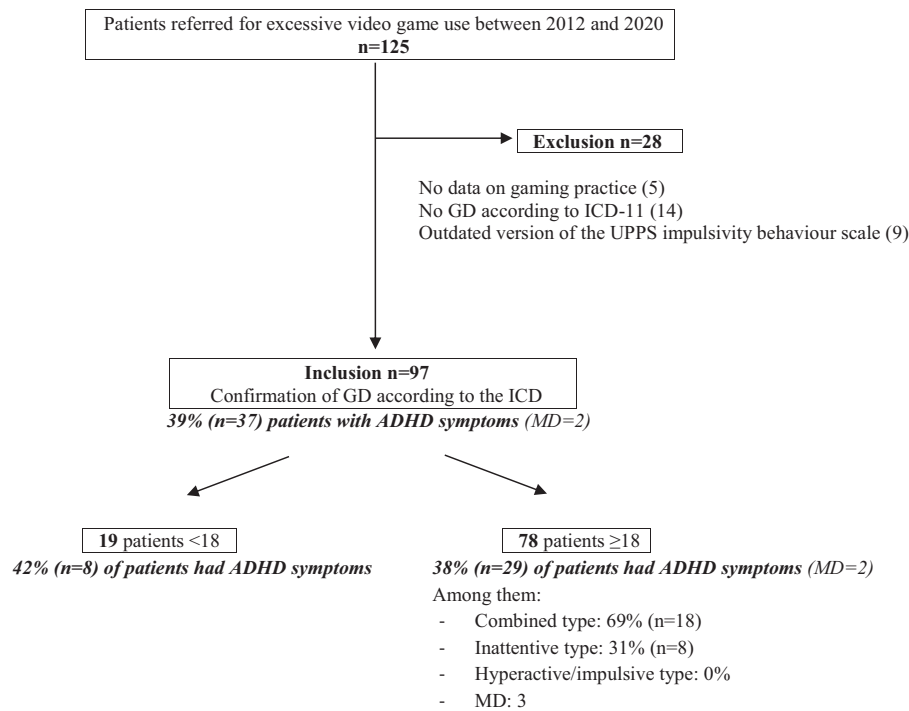 Patients referred for excessive video game use between 2012 and 2020
n=125
Exclusion n=28
No data on gaming practice (5)
No GD according to ICD-11 (14)
Outdated version of the UPPS impulsivity behaviour scale (9)
Inclusion n=97
Confirmation of GD according to the ICD
39% (n=37) patients with ADHD symptoms (MD=2)
19 patients <18
42% (n=8) of patients had ADHD symptoms
78 patients ≥18
38% (n=29) of patients had ADHD symptoms (MD=2)
Among them:
- Combined type: 69% (n=18)
- Inattentive type: 31% (n=8)
- Hyperactive/impulsive type: 0%
- MD: 3